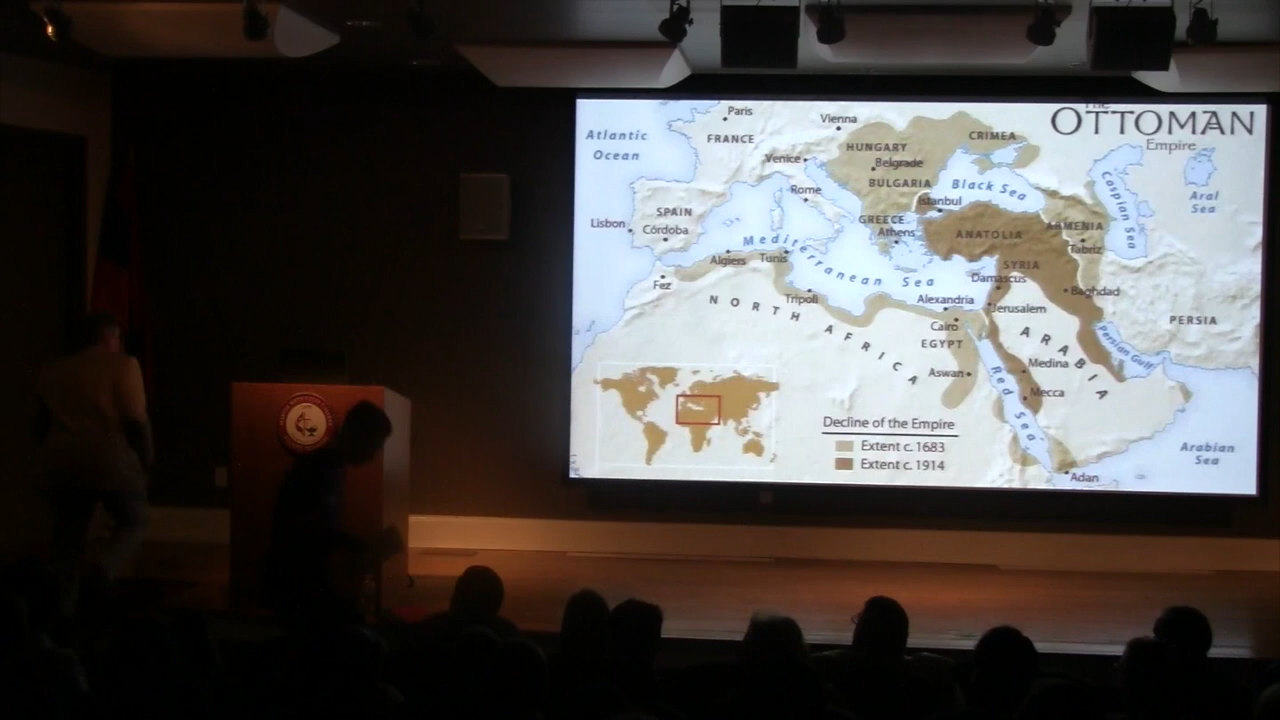 The
OTTOMAN
Empire
Paris
Vienna
CRIMEA
Atlantic
Ocean
FRANCE
HUNGARY
Venice
Belgrade
Caspian Sea
Aral
Sea
BULGARIA
Black Sea
Rome
Istanbul
SPAIN
GREECE
Lisbon
Córdoba
Athens
ANATOLIA
ARMENIA
Mediterranean Sea
Tabriz
Algiers
Tunis
SYRIA
Damascus
Fez
Baghdad
Tripoli
Alexandria
Jerusalem
NORTH AFRICA
Cairo
PERSIA
EGYPT
ARABIA
Persian Gulf
Aswan
Medina
Red Sea
Mecca
Decline of the Empire
Extent c. 1683
Extent c. 1914
Arabian
Sea
Adan